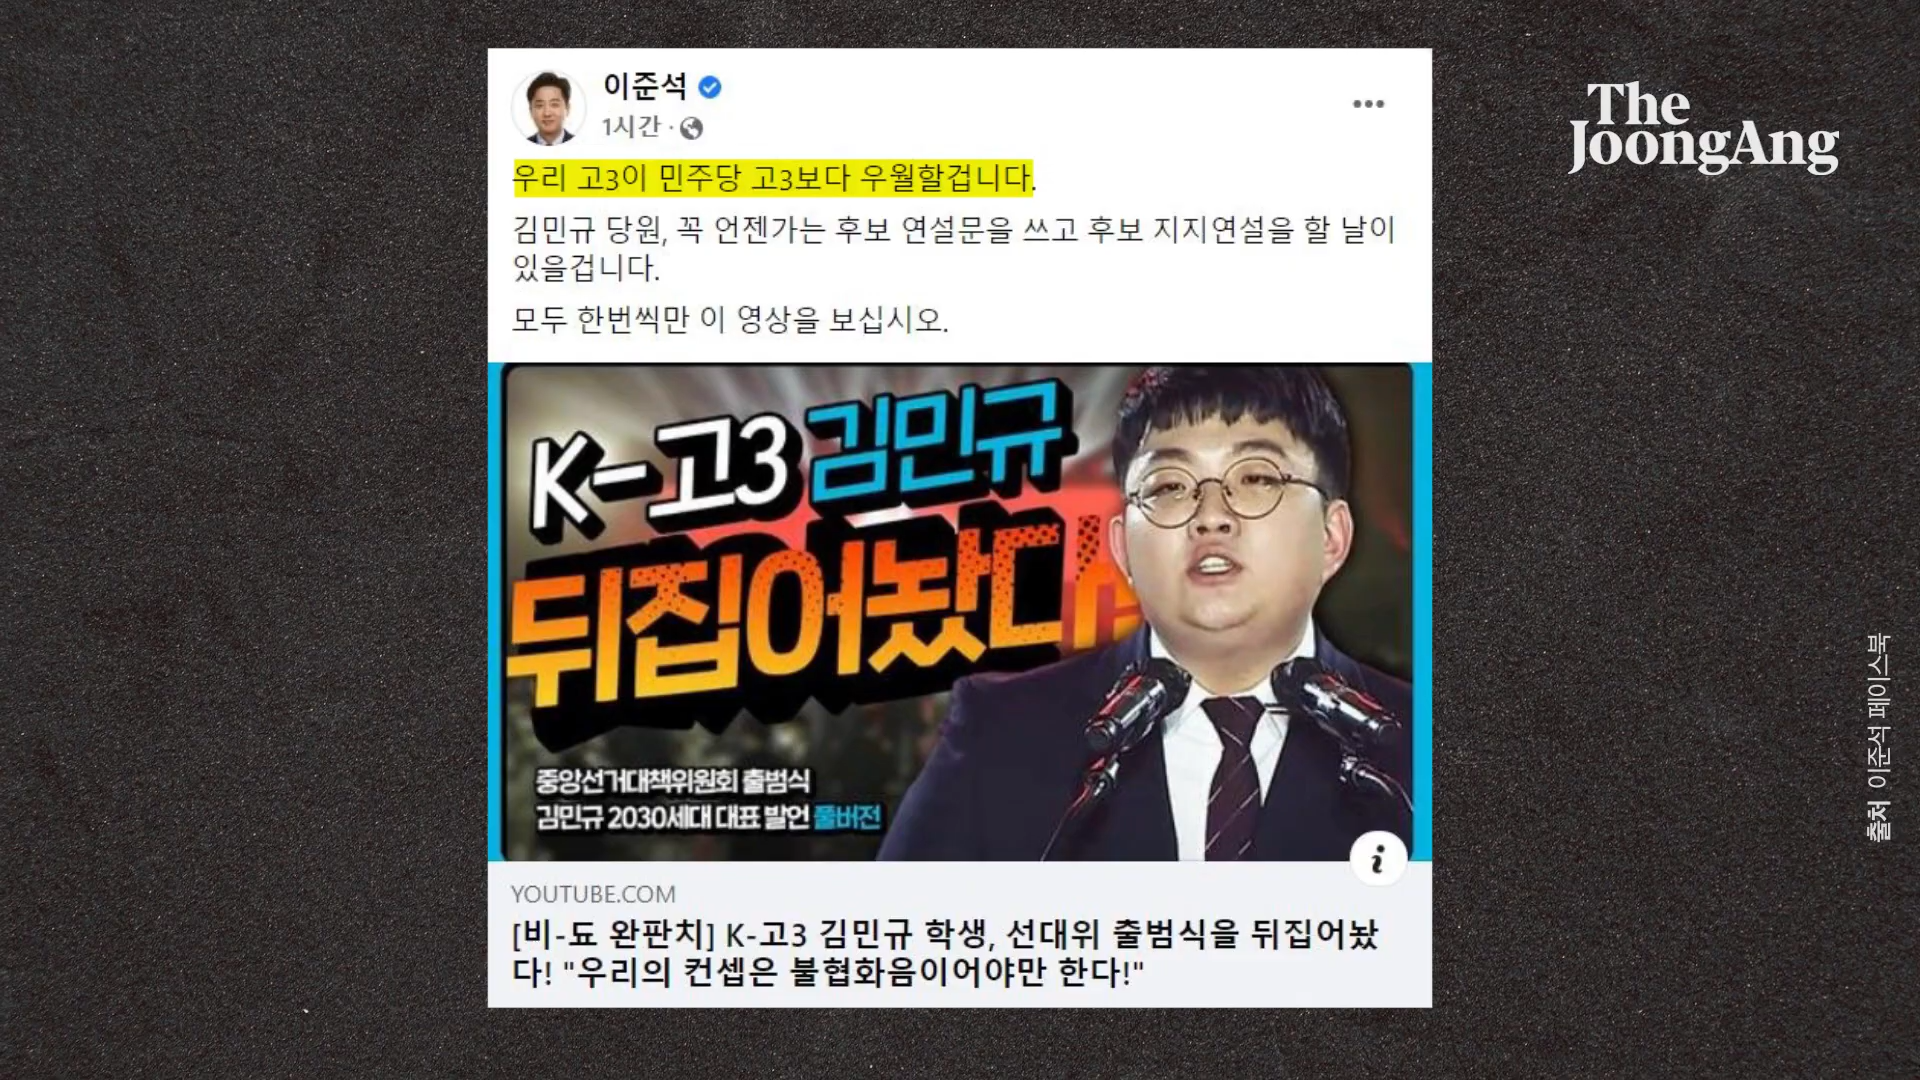 The
JoongAng
이준석
1시간 ·
우리 고3이 민주당 고3보다 우월할겁니다.
김민규 당원, 꼭 언젠가는 후보 연설문을 쓰고 후보 지지연설을 할 날이
있을겁니다.
모두 한번씩만 이 영상을 보십시오.
K-고3 김민규
뒤집어놨다
중앙선거대책위원회 출범식
김민규 2030세대 대표 발언 풀버전
YOUTUBE.COM
[비-됴 완판치] K-고3 김민규 학생, 선대위 출범식을 뒤집어놨
다! "우리의 컨셉은 불협화음이어야만 한다!"
출처 이준석 페이스북